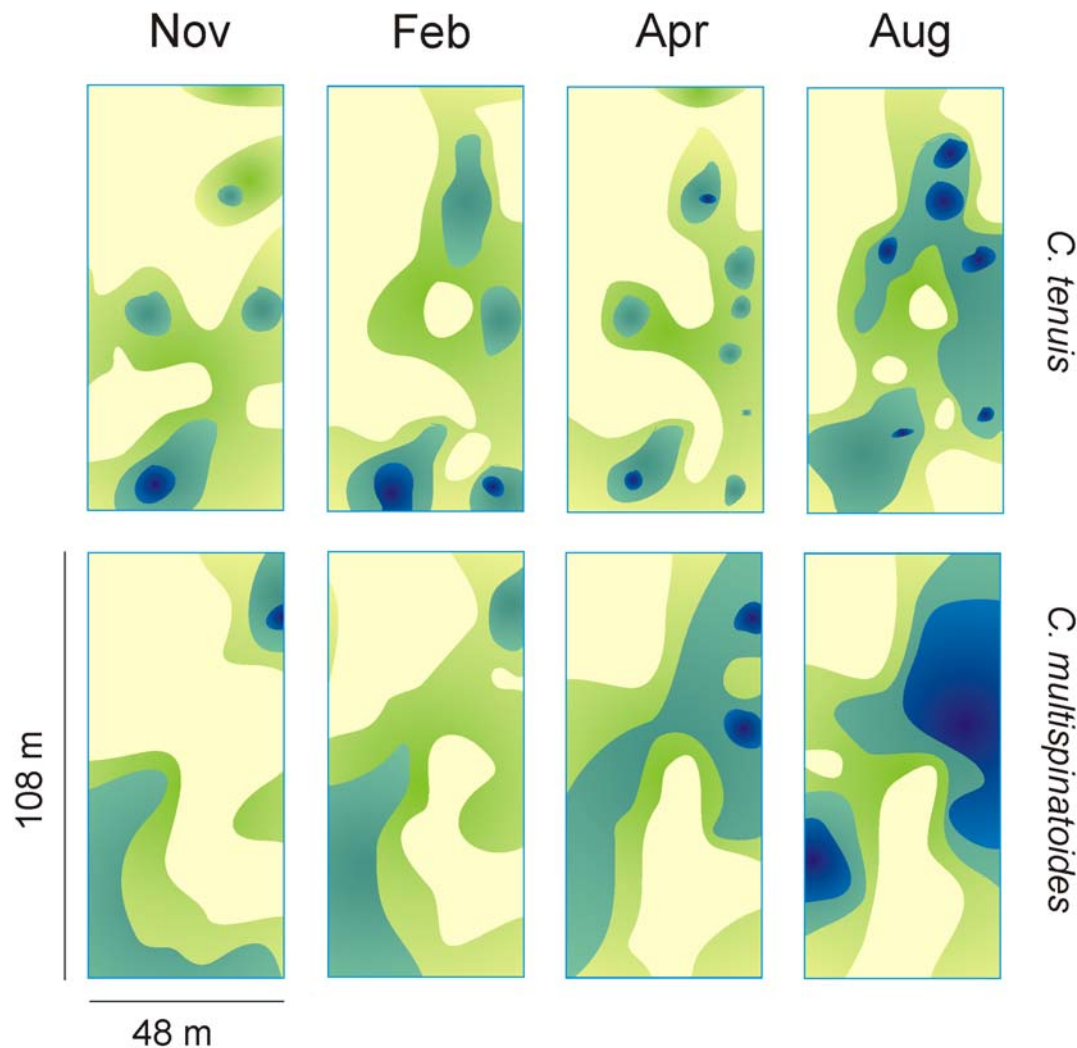 Nov
Feb
Apr
Aug
C. tenuis
C. multispinatoides
108 m
48 m